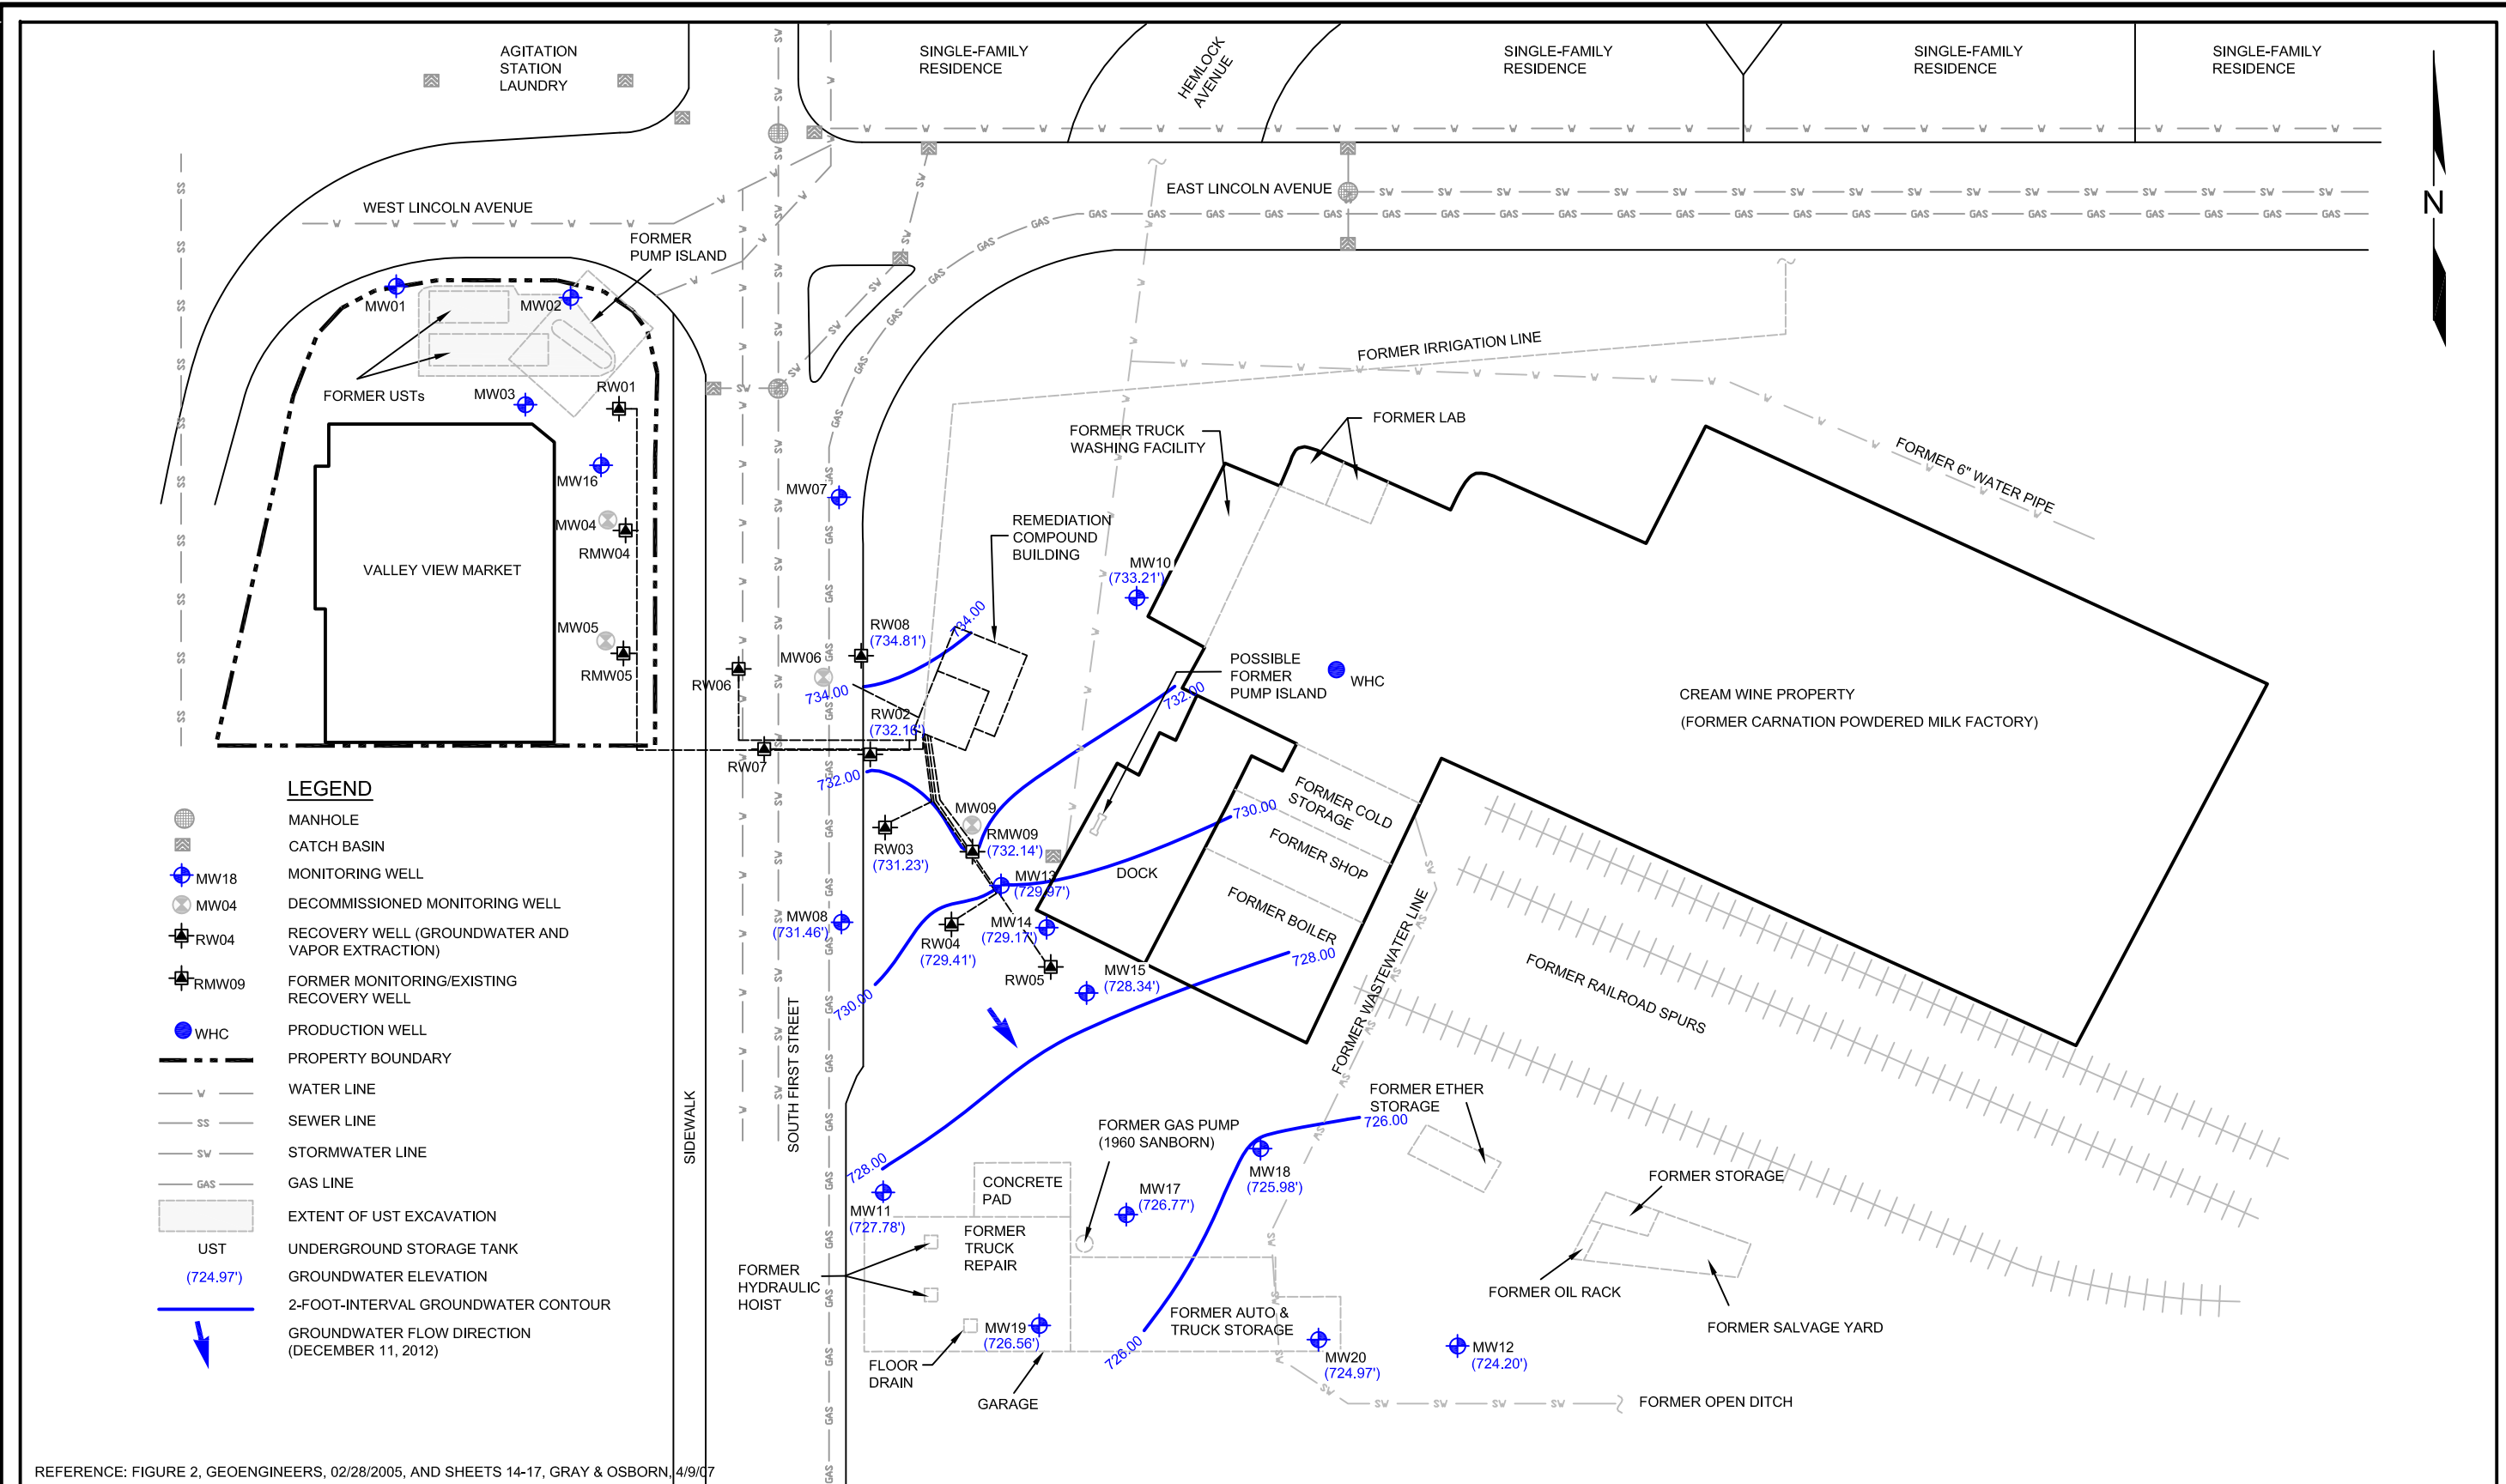 AGITATION
STATION
LAUNDRY
SINGLE-FAMILY
RESIDENCE
HEMLOCK
AVENUE
SINGLE-FAMILY
RESIDENCE
SINGLE-FAMILY
RESIDENCE
SINGLE-FAMILY
RESIDENCE
N
WEST LINCOLN AVENUE
EAST LINCOLN AVENUE
FORMER
PUMP ISLAND
MW01
MW02
FORMER USTs
MW03
RW01
MW16
MW04
RMW04
VALLEY VIEW MARKET
MW05
RMW05
FORMER IRRIGATION LINE
FORMER LAB
FORMER TRUCK
WASHING FACILITY
FORMER 6" WATER PIPE
MW07
REMEDIATION
COMPOUND
BUILDING
MW10
(733.21')
RW08
(734.81')
734.00
MW06
RW06
734.00
POSSIBLE
FORMER
PUMP ISLAND
WHC
732.00
CREAM WINE PROPERTY
(FORMER CARNATION POWDERED MILK FACTORY)
RW02
(732.16')
RW07
732.00
MW09
RMW09
(732.14')
RW03
(731.23')
730.00
FORMER COLD
STORAGE
FORMER SHOP
FORMER BOILER
DOCK
MW13
(729.97')
MW08
(731.46')
RW04
(729.41')
MW14
(729.17')
RW05
MW15
(728.34')
728.00
730.00
FORMER WASTEWATER LINE
FORMER RAILROAD SPURS
SOUTH FIRST STREET
SIDEWALK
FORMER ETHER
STORAGE
726.00
FORMER GAS PUMP
(1960 SANBORN)
728.00
MW11
(727.78')
CONCRETE
PAD
MW17
(726.77')
MW18
(725.98')
FORMER STORAGE
FORMER
TRUCK
REPAIR
FORMER
HYDRAULIC
HOIST
FORMER OIL RACK
FORMER SALVAGE YARD
MW19
(726.56')
FORMER AUTO &
TRUCK STORAGE
726.00
MW20
(724.97')
MW12
(724.20')
FLOOR
DRAIN
GARAGE
FORMER OPEN DITCH
LEGEND
MANHOLE
CATCH BASIN
MW18 MONITORING WELL
MW04 DECOMMISSIONED MONITORING WELL
RW04 RECOVERY WELL (GROUNDWATER AND
VAPOR EXTRACTION)
RMW09 FORMER MONITORING/EXISTING
RECOVERY WELL
WHC PRODUCTION WELL
PROPERTY BOUNDARY
W WATER LINE
SS SEWER LINE
SW STORMWATER LINE
GAS GAS LINE
EXTENT OF UST EXCAVATION
UST UNDERGROUND STORAGE TANK
(724.97') GROUNDWATER ELEVATION
2-FOOT-INTERVAL GROUNDWATER CONTOUR
GROUNDWATER FLOW DIRECTION
(DECEMBER 11, 2012)
REFERENCE: FIGURE 2, GEOENGINEERS, 02/28/2005, AND SHEETS 14-17, GRAY & OSBORN, 4/9/07